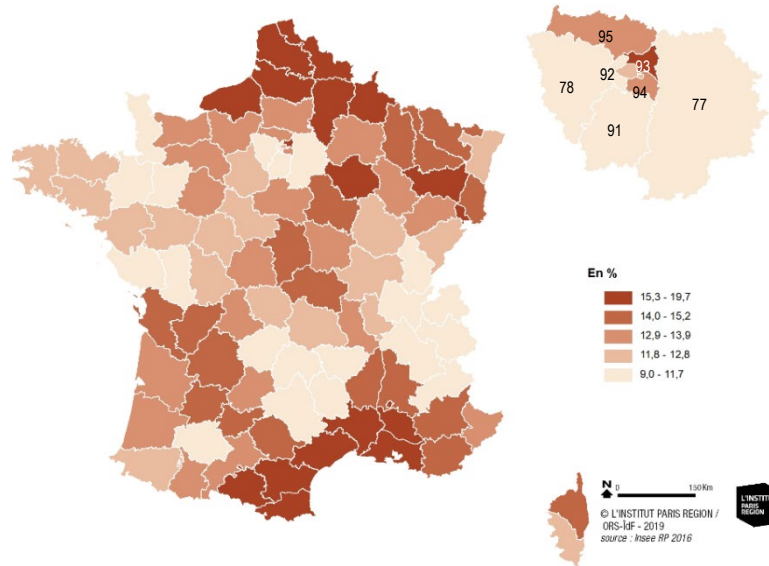 95
93
92
78
94
77
91
En %
15,3 - 19,7
14,0 - 15,2
12,9 - 13,9
11,8 - 12,8
9,0 - 11,7
N
0 150 Km
© L'INSTITUT PARIS REGION /
ORS-ÎdF - 2019
source : Insee RP 2016
PARIS
REGION